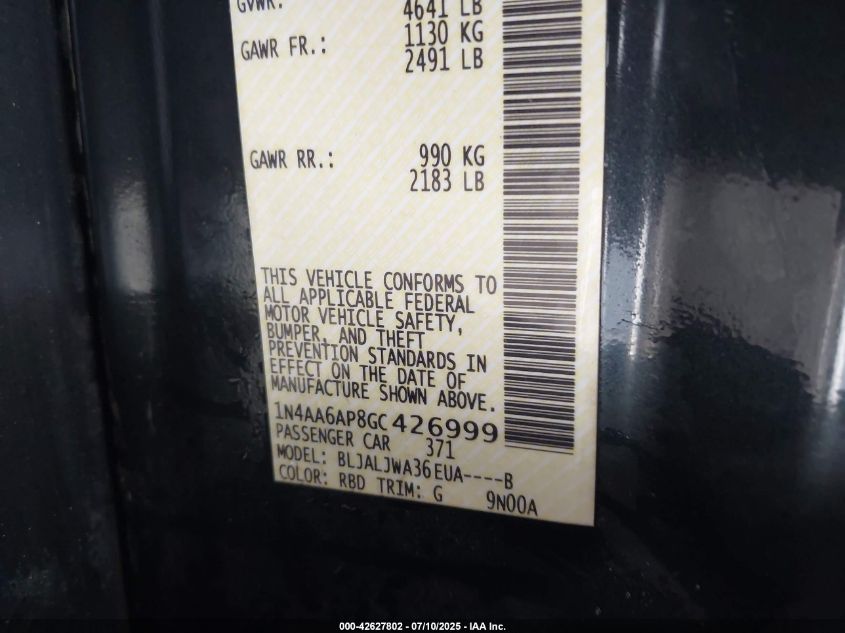 GVWR:
4641 LB
GAWR FR.: 1130 KG
2491 LB
GAWR RR.: 990 KG
2183 LB
THIS VEHICLE CONFORMS TO
ALL APPLICABLE FEDERAL
MOTOR VEHICLE SAFETY,
BUMPER, AND THEFT
PREVENTION STANDARDS IN
EFFECT ON THE DATE OF
MANUFACTURE SHOWN ABOVE.
1N4AA6AP8GC426999
PASSENGER CAR 371
MODEL: BLJALJWA36EUA----B
COLOR: RBD TRIM: G 9N00A
000-42627802 - 07/10/2025 - IAA Inc.